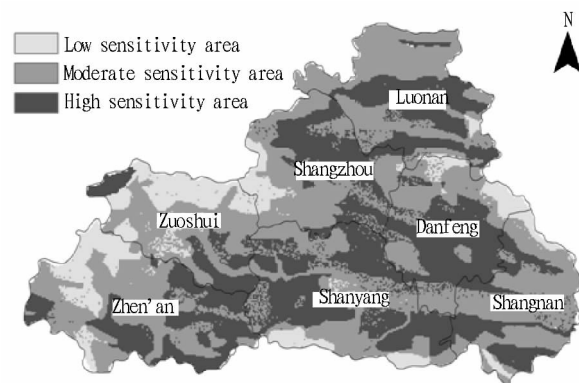 N
Low sensitivity area
Moderate sensitivity area
High sensitivity area
Luonan
Shangzhou
Zuoshui
Danfeng
Zhen'an
Shanyang
Shangnan